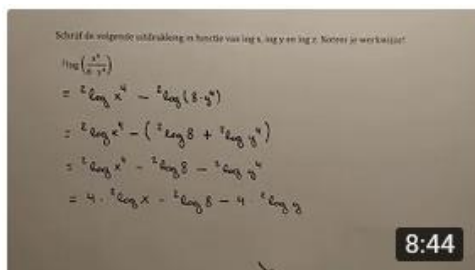 Schrijf de volgende uitdrukking in functie van log x, log y en log z. Noteer je werkwijze!
²log (x⁴ / 8·y⁴)
= ²log x⁴ - ²log (8·y⁴)
= ²log x⁴ - (²log 8 + ²log y⁴)
= ²log x⁴ - ²log 8 - ²log y⁴
= 4 · ²log x - ²log 8 - 4 · ²log y
8:44